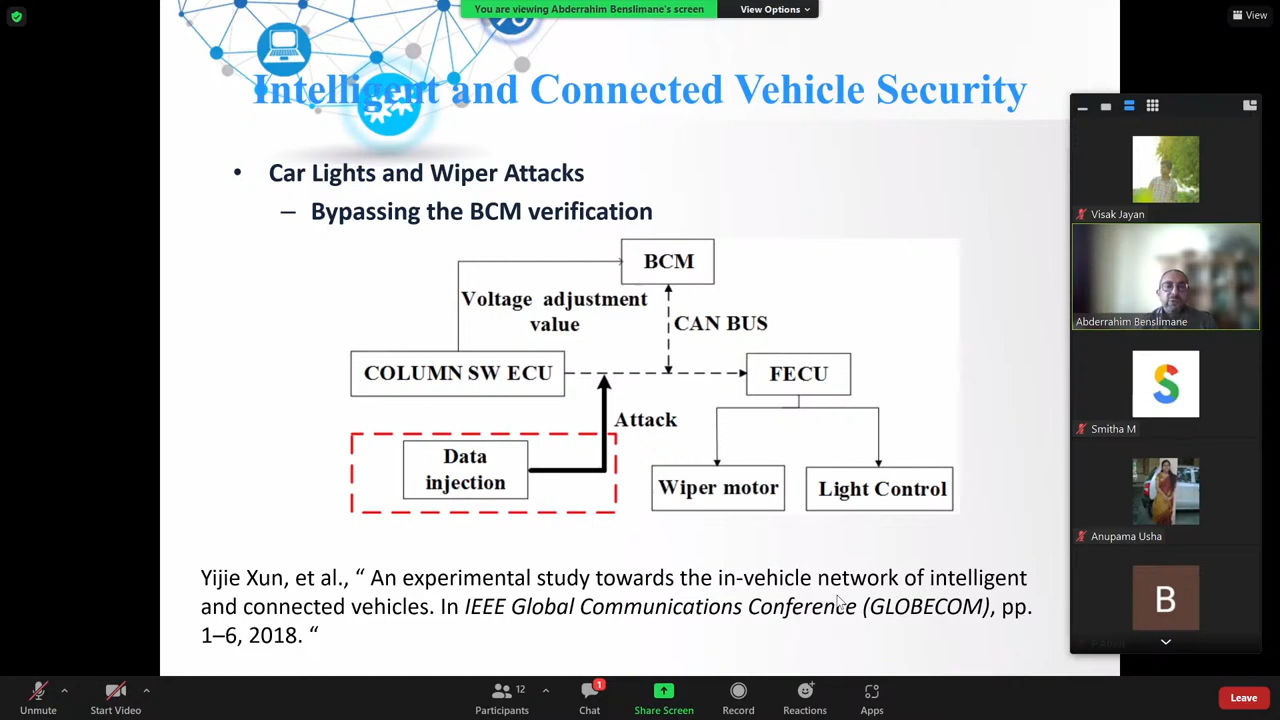 You are viewing Abderrahim Benslimane's screen
View Options
View
Intelligent and Connected Vehicle Security
• Car Lights and Wiper Attacks
– Bypassing the BCM verification
BCM
Voltage adjustment
value
CAN BUS
COLUMN SW ECU
FECU
Attack
Data
injection
Wiper motor
Light Control
Yijie Xun, et al., “ An experimental study towards the in-vehicle network of intelligent
and connected vehicles. In IEEE Global Communications Conference (GLOBECOM), pp.
1–6, 2018. “
Visak Jayan
Abderrahim Benslimane
S
Smitha M
Anupama Usha
B
Unmute
Start Video
12
Participants
1
Chat
Share Screen
Record
Reactions
Apps
Leave